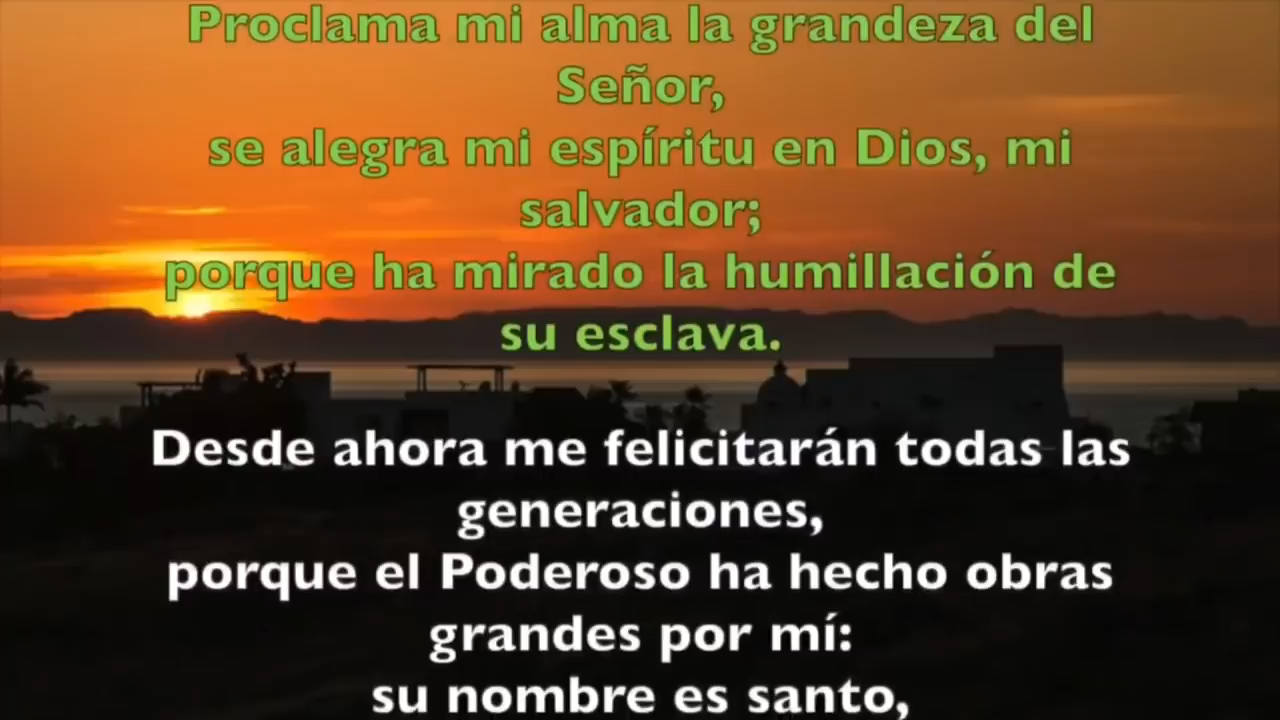 Proclama mi alma la grandeza del
Señor,
se alegra mi espíritu en Dios, mi
salvador;
porque ha mirado la humillación de
su esclava.
Desde ahora me felicitarán todas las
generaciones,
porque el Poderoso ha hecho obras
grandes por mí:
su nombre es santo,